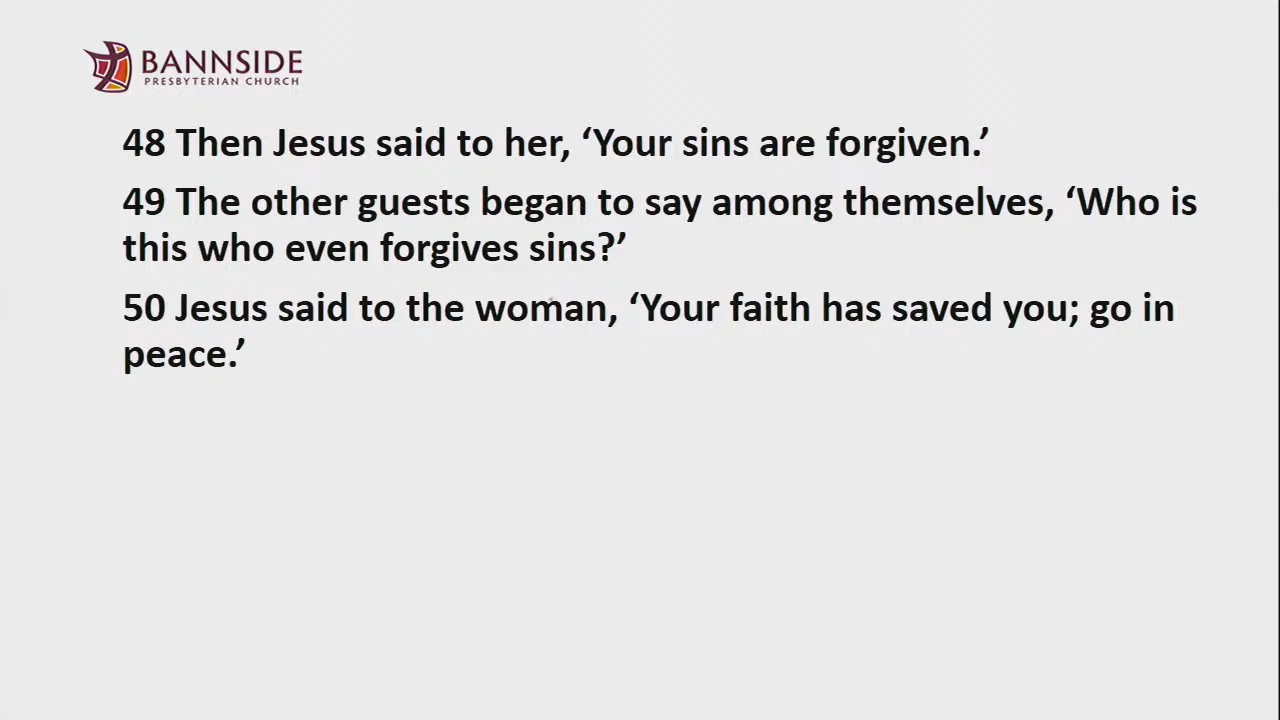 BANNSIDE
PRESBYTERIAN CHURCH
48 Then Jesus said to her, ‘Your sins are forgiven.’
49 The other guests began to say among themselves, ‘Who is
this who even forgives sins?’
50 Jesus said to the woman, ‘Your faith has saved you; go in
peace.’